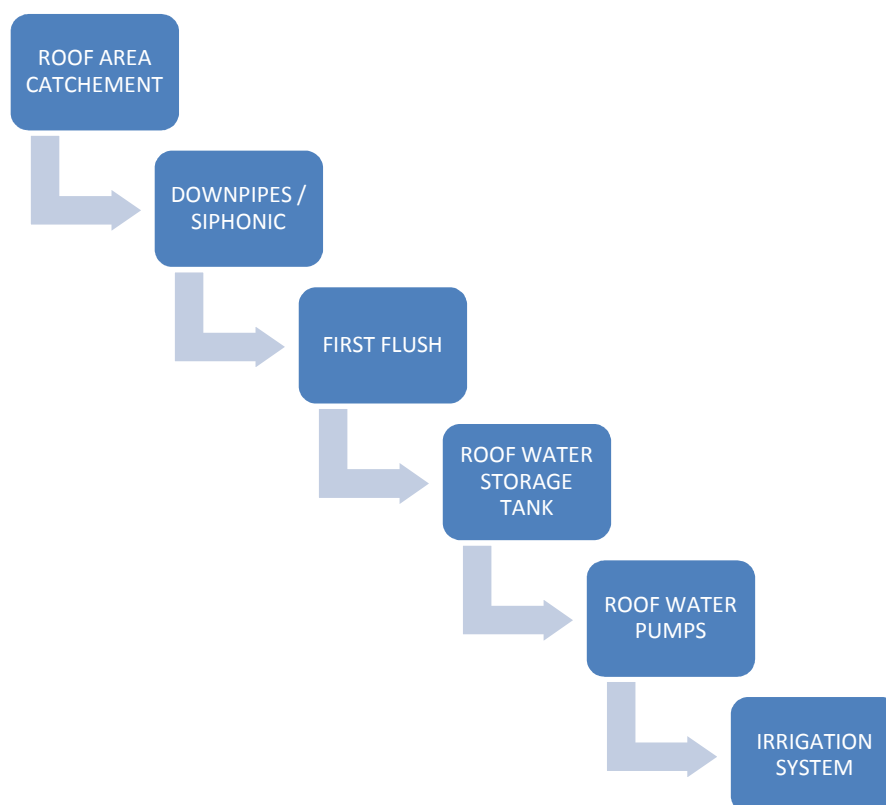 ROOF AREA
CATCHEMENT
DOWNPIPES /
SIPHONIC
FIRST FLUSH
ROOF WATER
STORAGE
TANK
ROOF WATER
PUMPS
IRRIGATION
SYSTEM